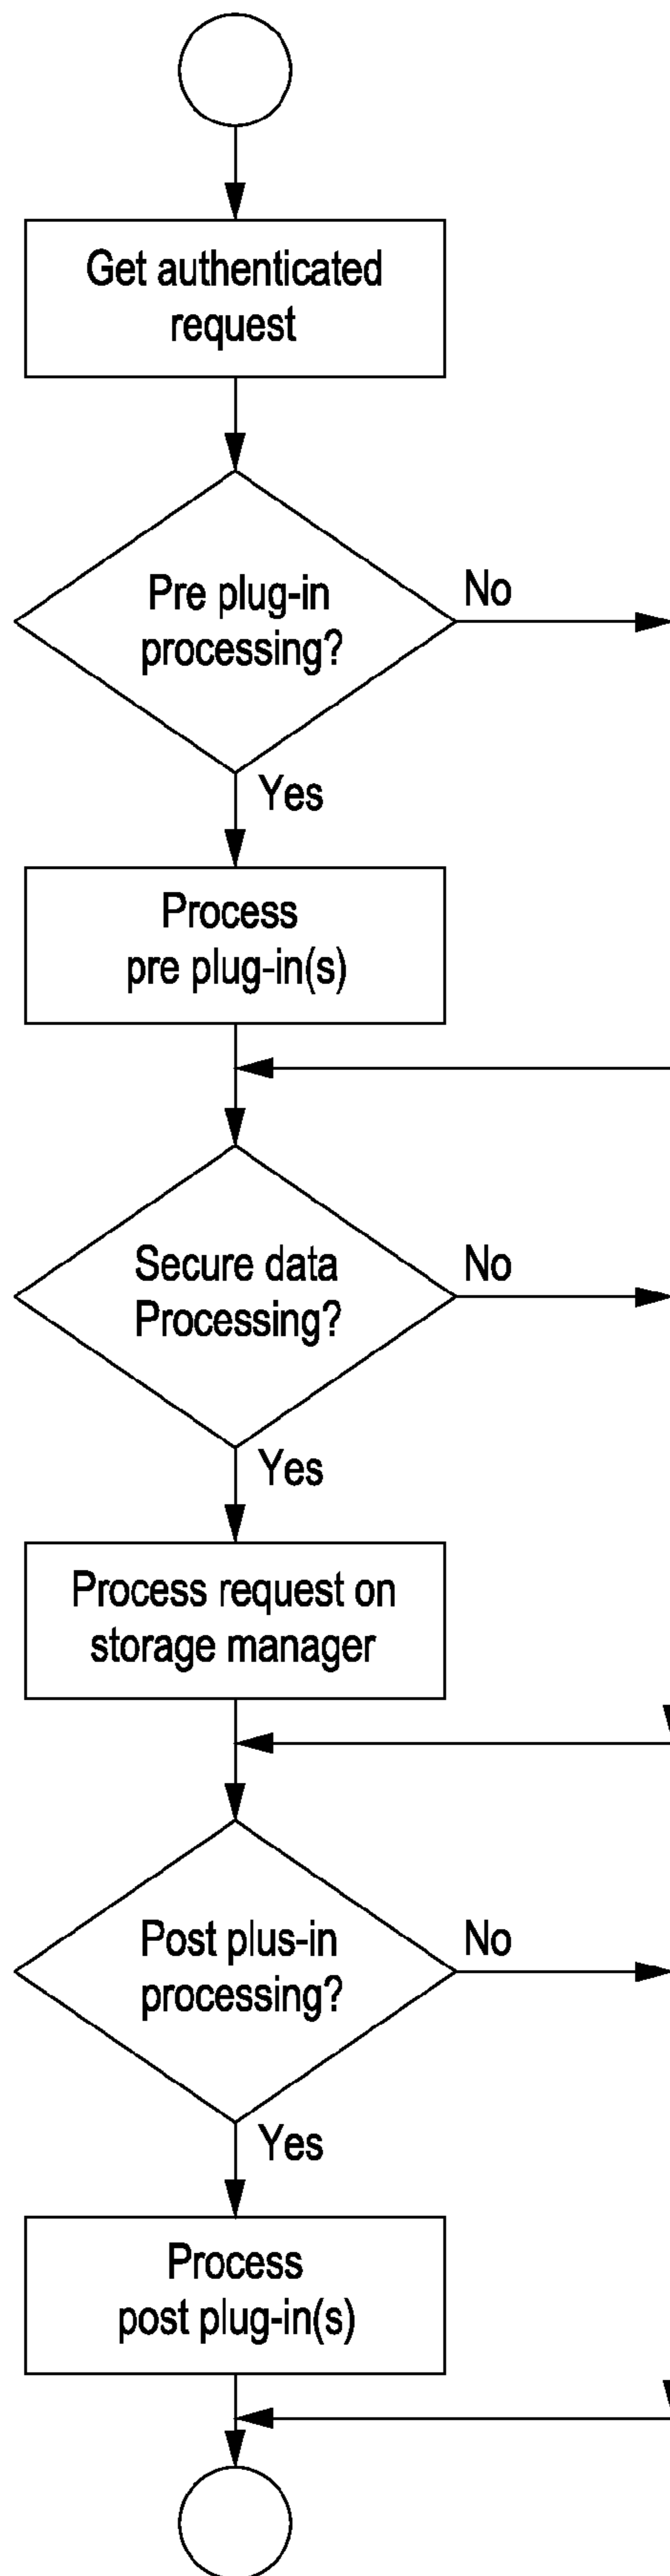 Get authenticated
request
Pre plug-in
processing?
No
Yes
Process
pre plug-in(s)
Secure data
Processing?
No
Yes
Process request on
storage manager
Post plus-in
processing?
No
Yes
Process
post plug-in(s)